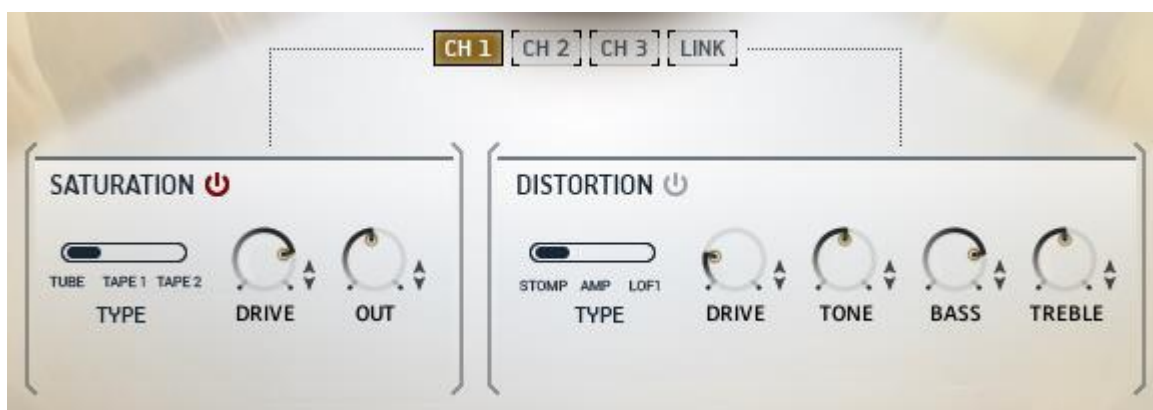 CH 1 CH 2 CH 3 LINK
SATURATION
TUBE TAPE 1 TAPE 2
TYPE DRIVE OUT
DISTORTION
STOMP AMP LOF1
TYPE DRIVE TONE BASS TREBLE